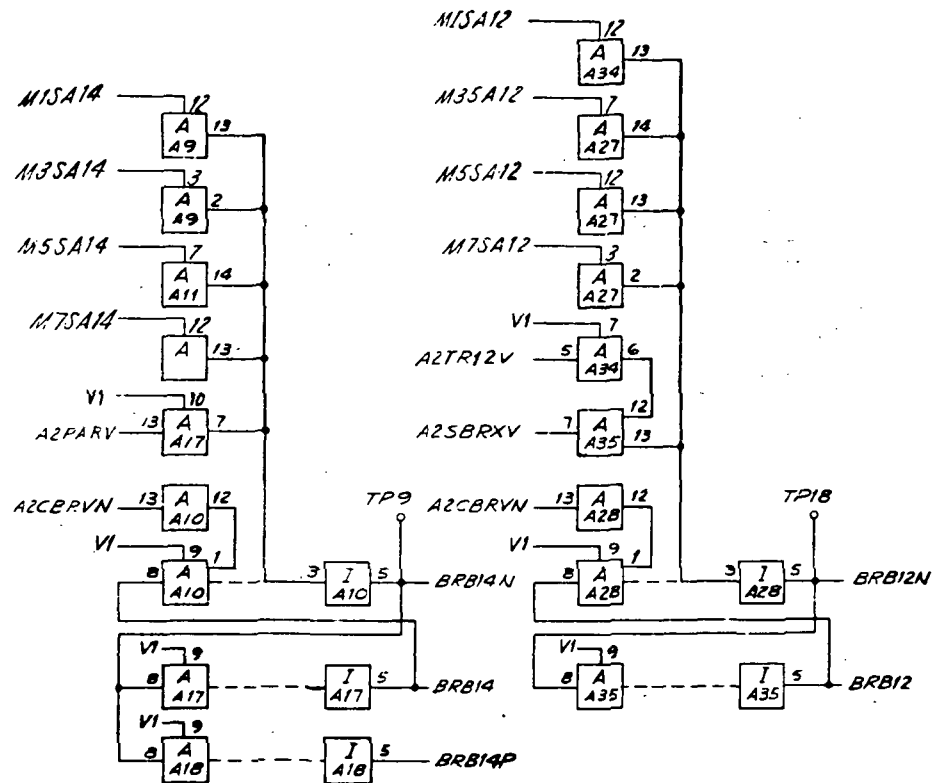 M1SA14
12
A
A9
13
M3SA14
3
A
A9
2
M5SA14
7
A
A11
14
M7SA14
12
A
13
V1
10
13
A2PARV
A
A17
7
A2CBRVN
13
A
A10
12
V1
9
8
A
A10
1
3
I
A10
5
TP9
BRB14N
V1
9
8
A
A17
I
A17
5
BRB14
V1
9
8
A
A18
I
A18
5
BRB14P
M1SA12
12
A
A34
13
M3SA12
7
A
A27
14
M5SA12
12
A
A27
13
M7SA12
3
A
A27
2
V1
7
A2TR12V
5
A
A34
6
12
A2SBRXV
7
A
A35
13
A2CBRVN
13
A
A28
12
V1
9
8
A
A28
1
3
I
A28
5
TP18
BRB12N
V1
9
8
A
A35
I
A35
5
BRB12